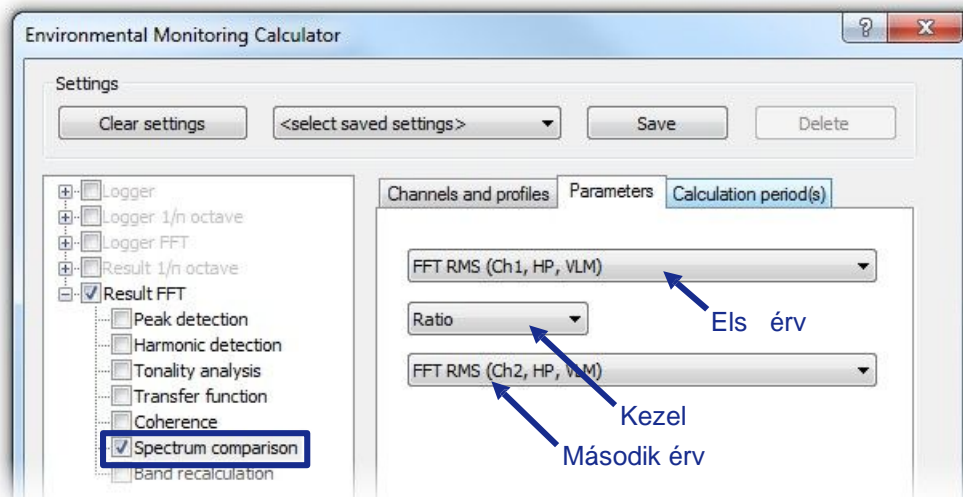 Environmental Monitoring Calculator
Settings
Clear settings
<select saved settings>
Save
Delete
Logger
Logger 1/n octave
Logger FFT
Result 1/n octave
Result FFT
Peak detection
Harmonic detection
Tonality analysis
Transfer function
Coherence
Spectrum comparison
Band recalculation
Channels and profiles
Parameters
Calculation period(s)
FFT RMS (Ch1, HP, VLM)
Els érv
Ratio
FFT RMS (Ch2, HP, VLM)
Kezel
Második érv